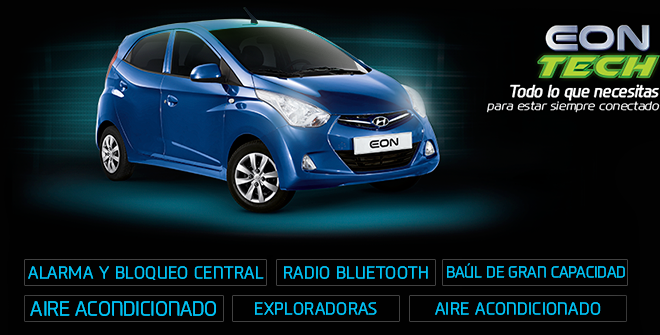 EON
TECH
Todo lo que necesitas
para estar siempre conectado
EON
ALARMA Y BLOQUEO CENTRAL
RADIO BLUETOOTH
BAÚL DE GRAN CAPACIDAD
AIRE ACONDICIONADO
EXPLORADORAS
AIRE ACONDICIONADO